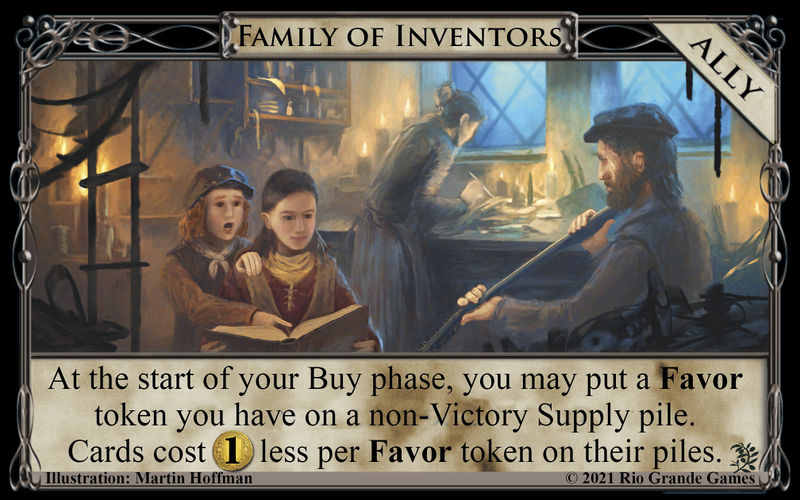 FAMILY OF INVENTORS
ALLY
At the start of your Buy phase, you may put a Favor
token you have on a non-Victory Supply pile.
Cards cost 1 less per Favor token on their piles.
Illustration: Martin Hoffman © 2021 Rio Grande Games